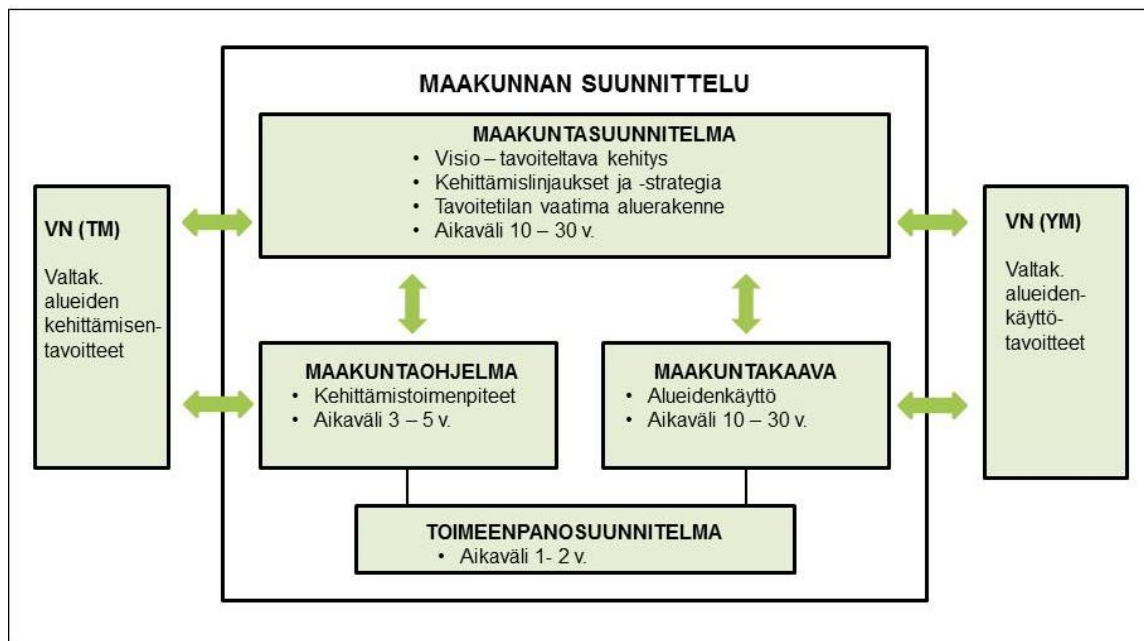 MAAKUNNAN SUUNNITTELU
MAAKUNTASUUNNITELMA
• Visio – tavoiteltava kehitys
• Kehittämislinjaukset ja -strategia
• Tavoitetilan vaatima aluerakenne
• Aikaväli 10 – 30 v.
VN (TM)
Valtak.
alueiden
kehittämisen-
tavoitteet
VN (YM)
Valtak.
alueiden-
käyttö-
tavoitteet
MAAKUNTAOHJELMA
• Kehittämistoimenpiteet
• Aikaväli 3 – 5 v.
MAAKUNTAKAAVA
• Alueidenkäyttö
• Aikaväli 10 – 30 v.
TOIMEENPANOSUUNNITELMA
• Aikaväli 1- 2 v.